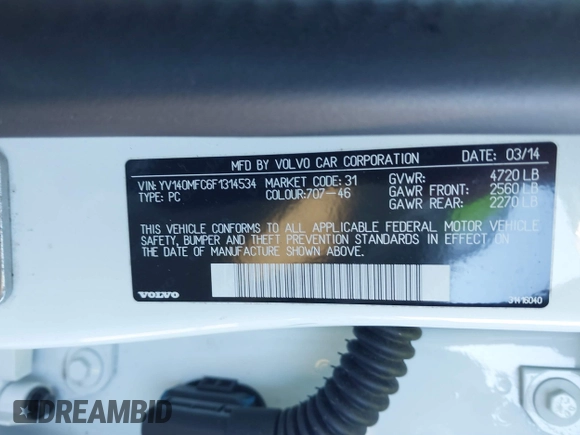 MFD BY VOLVO CAR CORPORATION DATE: 03/14
VIN: YV140MFC6F1314534 MARKET CODE: 31 GVWR: 4720 LB
TYPE: PC COLOUR:707-46 GAWR FRONT: 2560 LB
GAWR REAR: 2270 LB
THIS VEHICLE CONFORMS TO ALL APPLICABLE FEDERAL MOTOR VEHICLE
SAFETY, BUMPER AND THEFT PREVENTION STANDARDS IN EFFECT ON
THE DATE OF MANUFACTURE SHOWN ABOVE.
VOLVO 31416040
DREAMBID